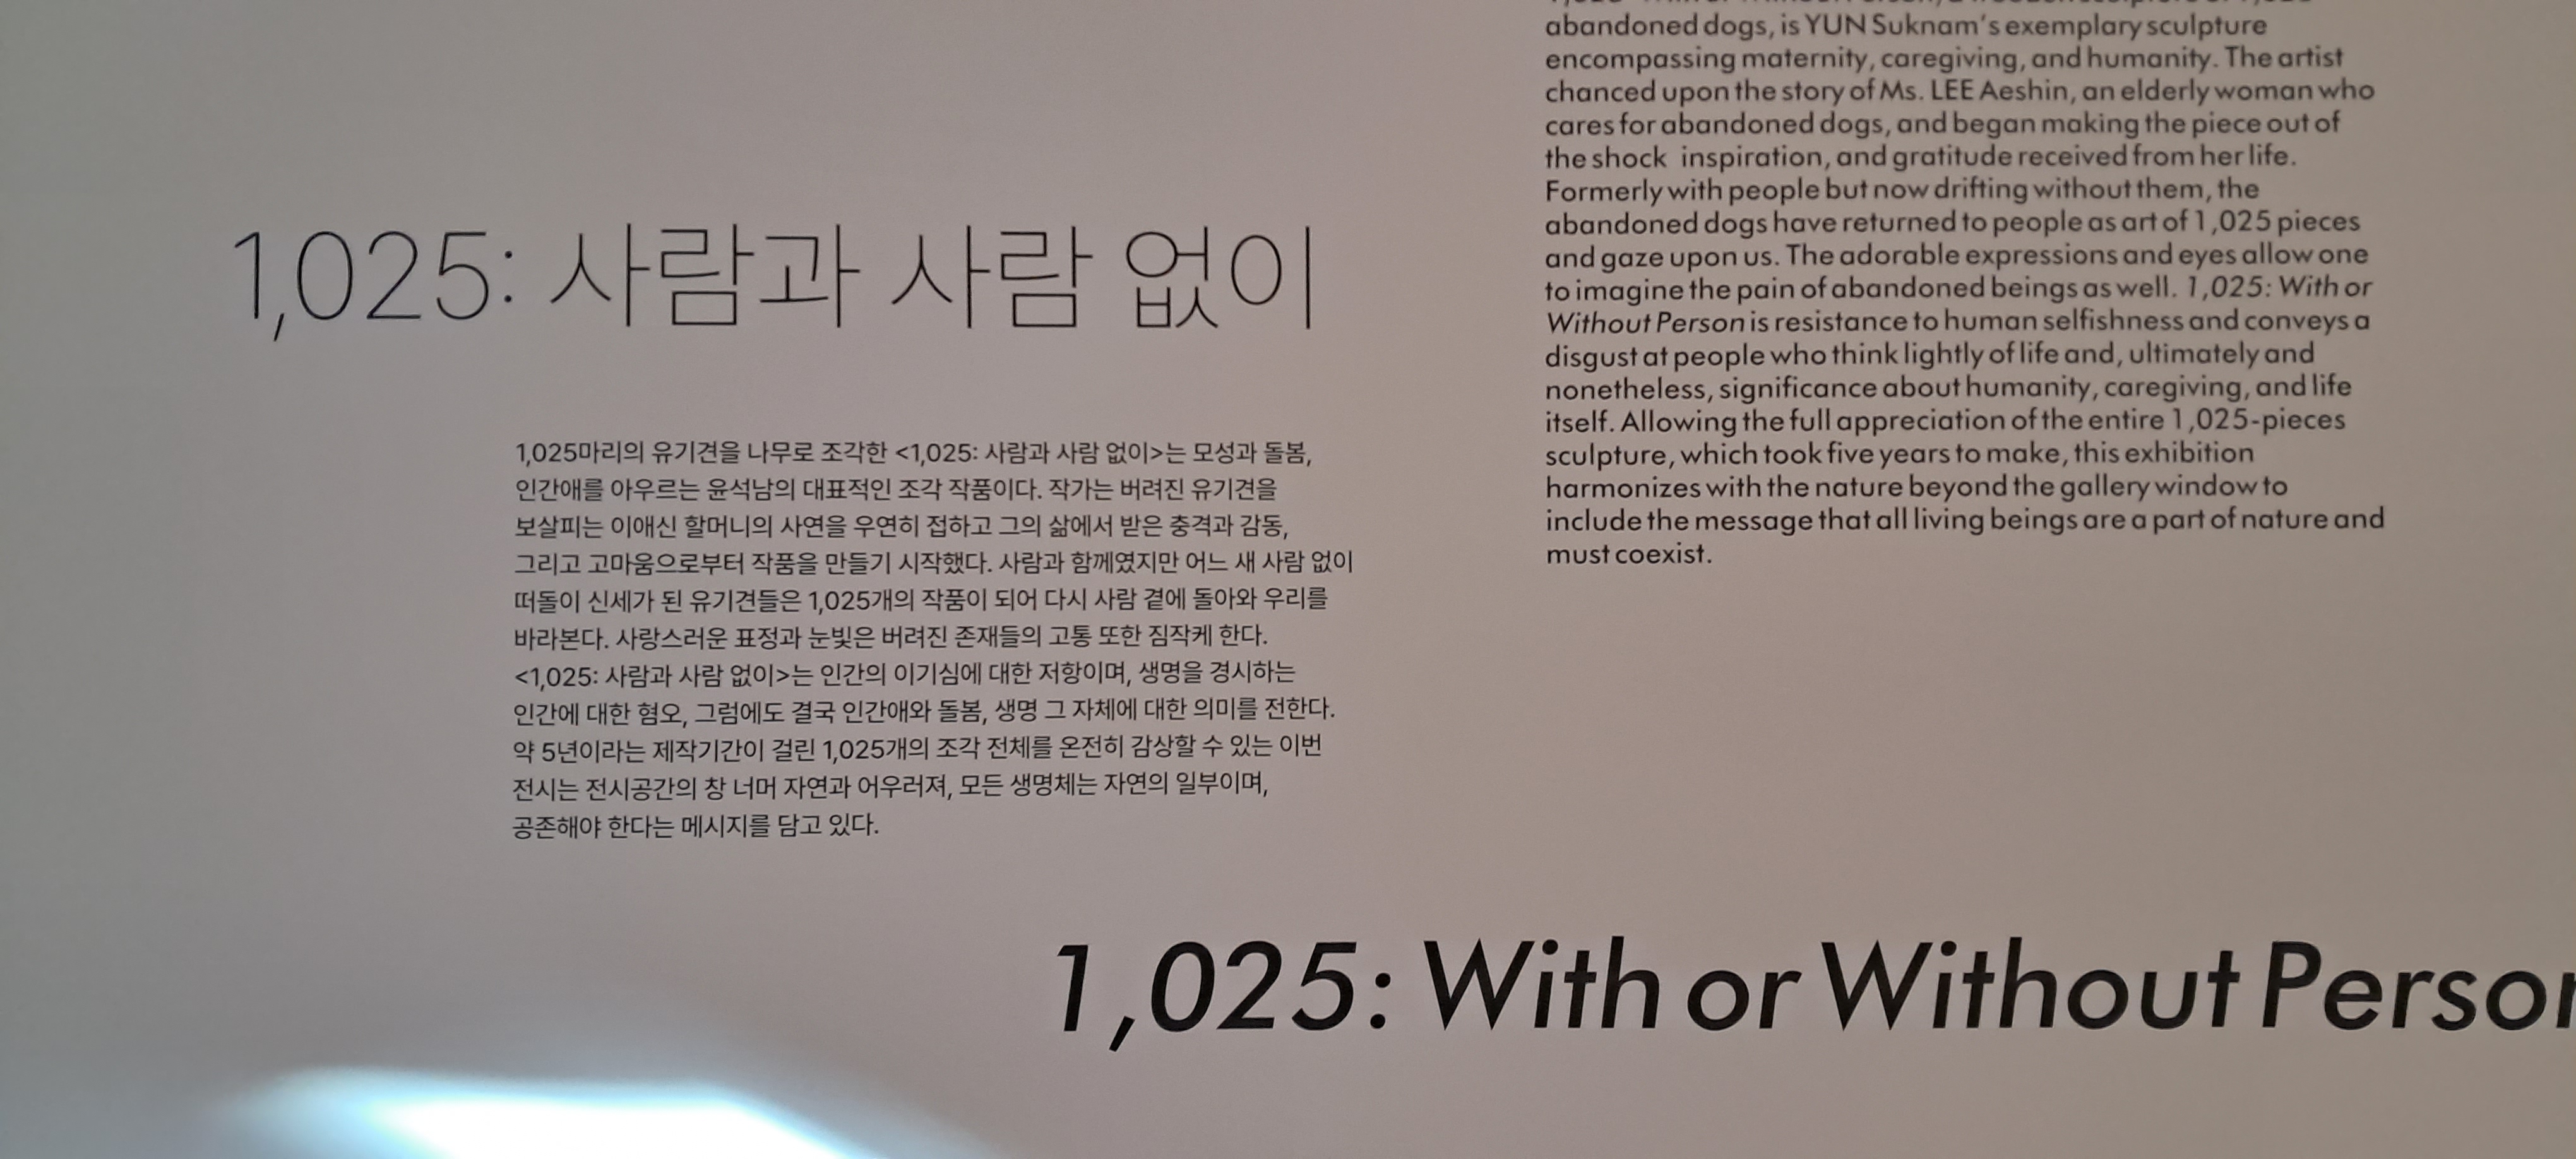 1,025: 사람과 사람 없이
1,025마리의 유기견을 나무로 조각한 <1,025: 사람과 사람 없이>는 모성과 돌봄,
인간애를 아우르는 윤석남의 대표적인 조각 작품이다. 작가는 버려진 유기견을
보살피는 이애신 할머니의 사연을 우연히 접하고 그의 삶에서 받은 충격과 감동,
그리고 고마움으로부터 작품을 만들기 시작했다. 사람과 함께였지만 어느 새 사람 없이
떠돌이 신세가 된 유기견들은 1,025개의 작품이 되어 다시 사람 곁에 돌아와 우리를
바라본다. 사랑스러운 표정과 눈빛은 버려진 존재들의 고통 또한 짐작케 한다.
<1,025: 사람과 사람 없이>는 인간의 이기심에 대한 저항이며, 생명을 경시하는
인간에 대한 혐오, 그럼에도 결국 인간애와 돌봄, 생명 그 자체에 대한 의미를 전한다.
약 5년이라는 제작기간이 걸린 1,025개의 조각 전체를 온전히 감상할 수 있는 이번
전시는 전시공간의 창 너머 자연과 어우러져, 모든 생명체는 자연의 일부이며,
공존해야 한다는 메시지를 담고 있다.
abandoned dogs, is YUN Suknam's exemplary sculpture
encompassing maternity, caregiving, and humanity. The artist
chanced upon the story of Ms. LEE Aeshin, an elderly woman who
cares for abandoned dogs, and began making the piece out of
the shock inspiration, and gratitude received from her life.
Formerly with people but now drifting without them, the
abandoned dogs have returned to people as art of 1,025 pieces
and gaze upon us. The adorable expressions and eyes allow one
to imagine the pain of abandoned beings as well. 1,025: With or
Without Person is resistance to human selfishness and conveys a
disgust at people who think lightly of life and, ultimately and
nonetheless, significance about humanity, caregiving, and life
itself. Allowing the full appreciation of the entire 1,025-pieces
sculpture, which took five years to make, this exhibition
harmonizes with the nature beyond the gallery window to
include the message that all living beings are a part of nature and
must coexist.
1,025: With or Without Person